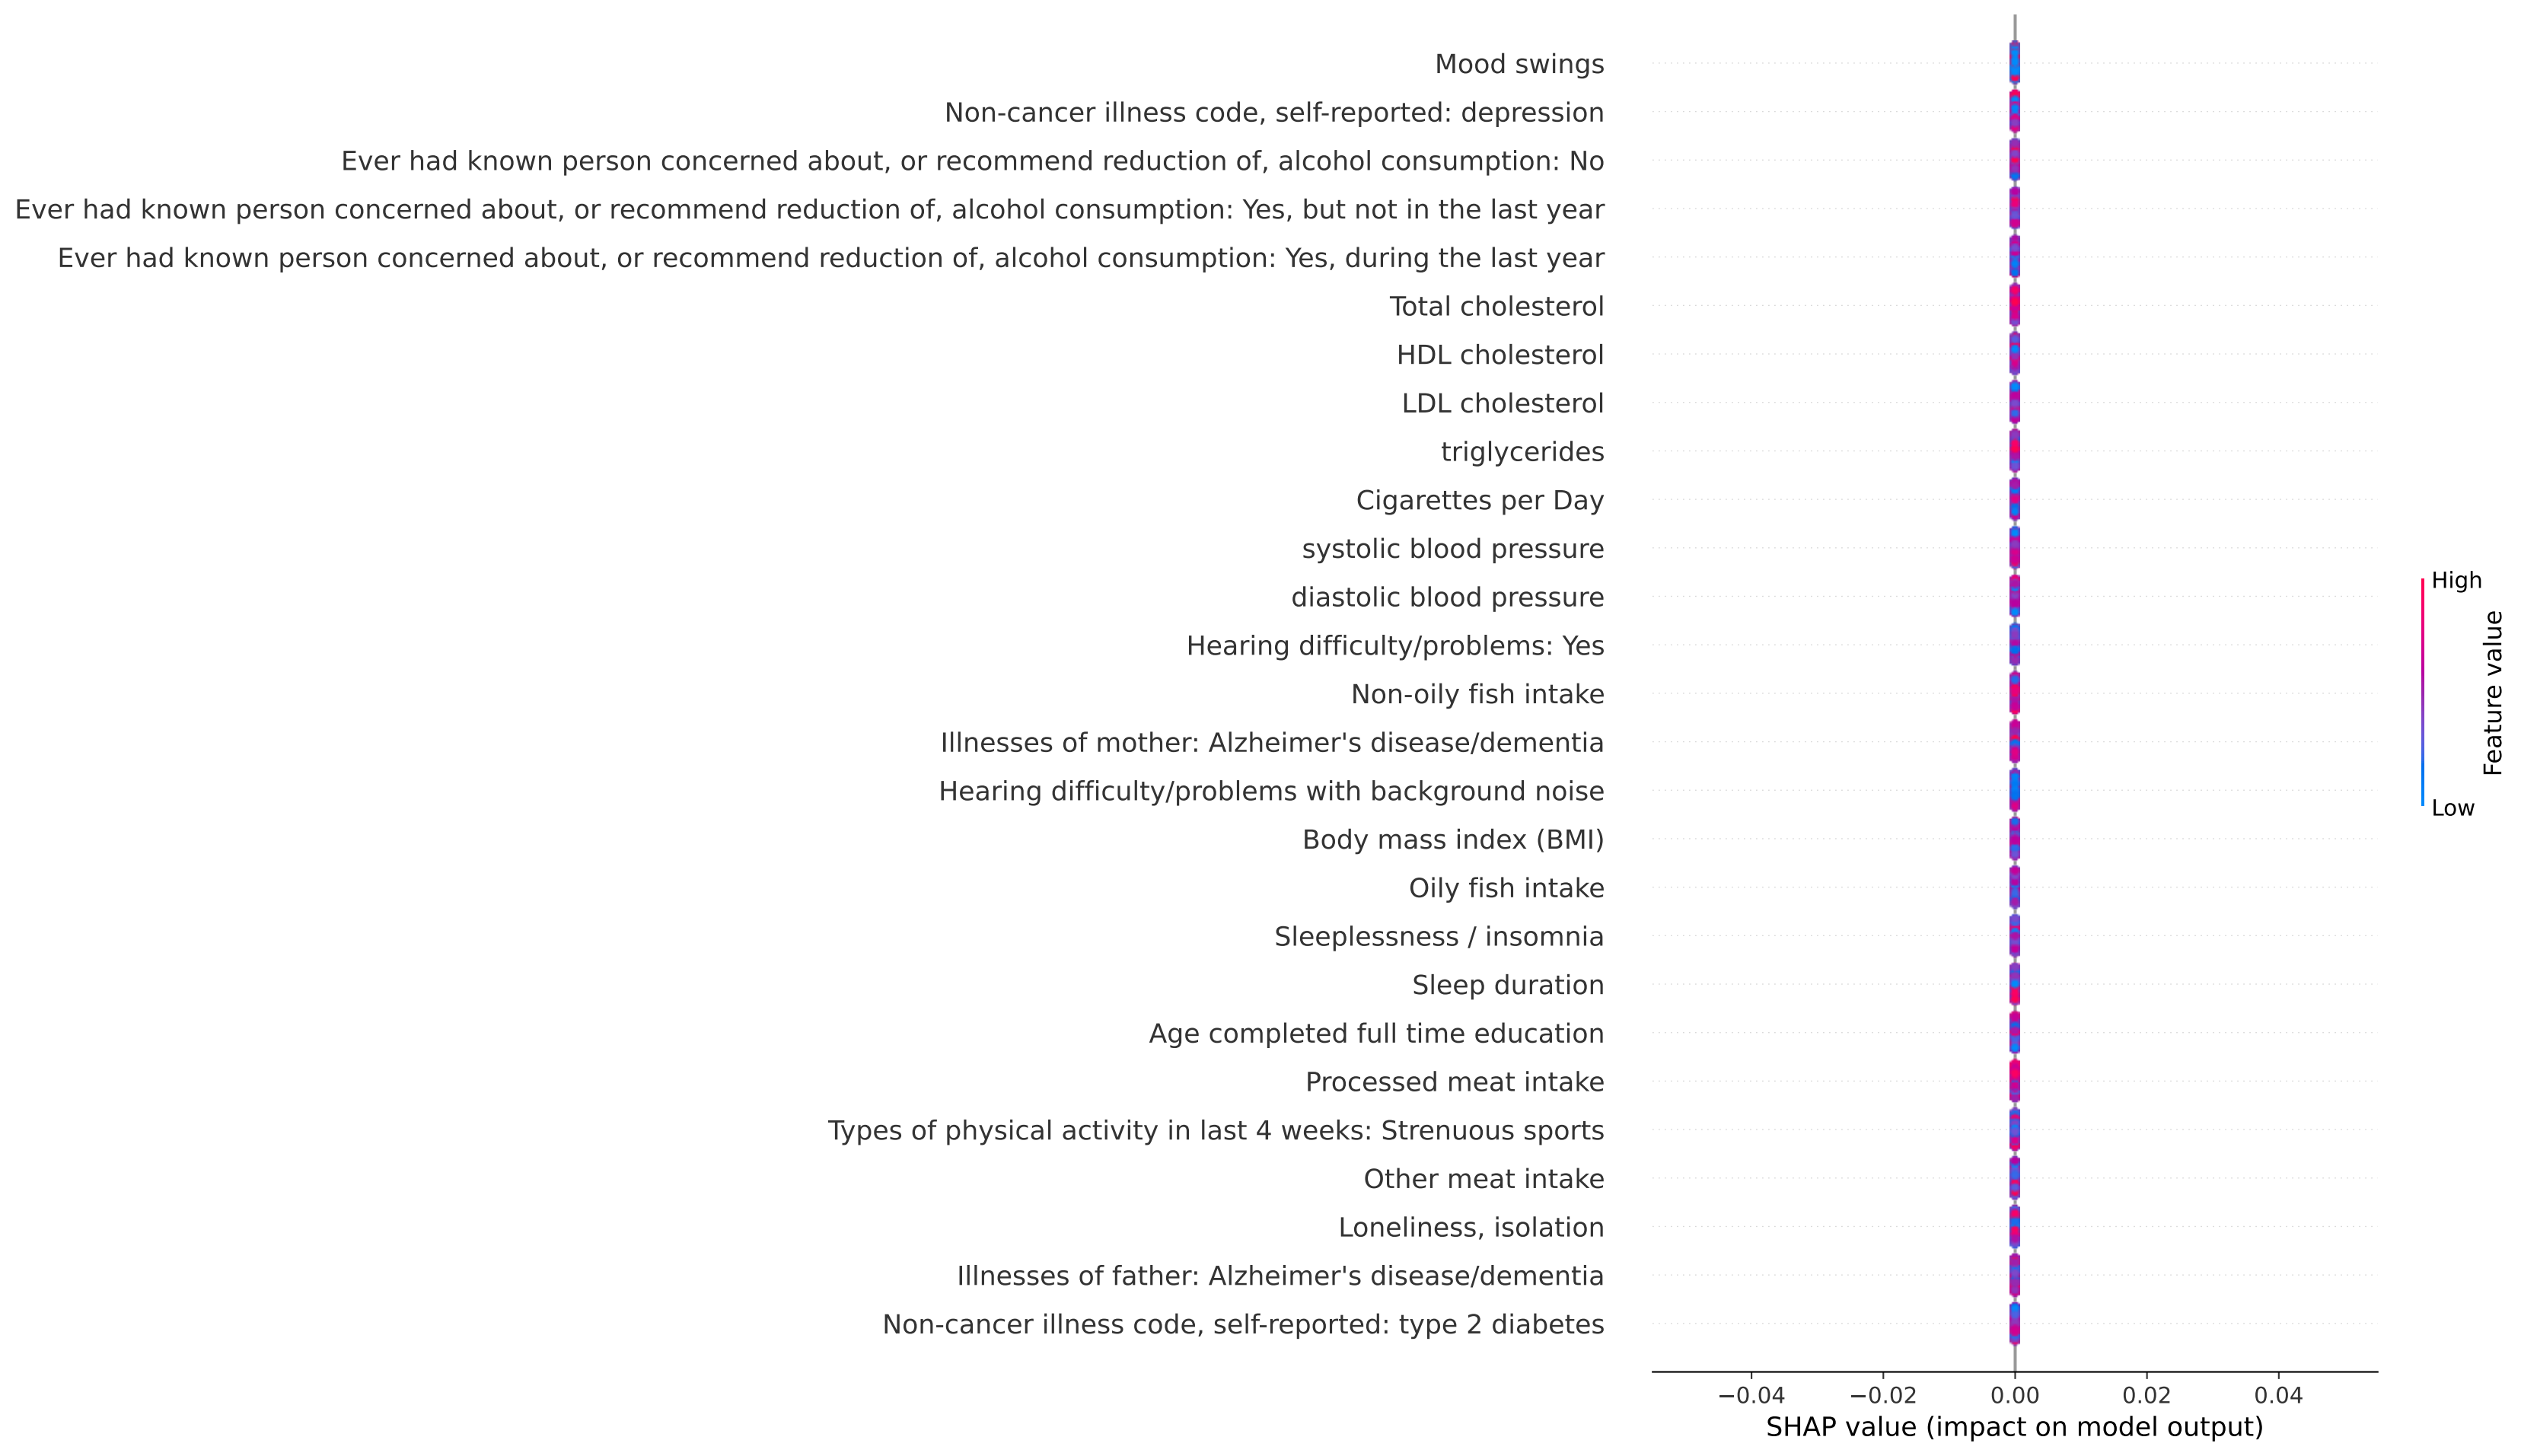 Mood swings
Non-cancer illness code, self-reported: depression
Ever had known person concerned about, or recommend reduction of, alcohol consumption: No
Ever had known person concerned about, or recommend reduction of, alcohol consumption: Yes, but not in the last year
Ever had known person concerned about, or recommend reduction of, alcohol consumption: Yes, during the last year
Total cholesterol
HDL cholesterol
LDL cholesterol
triglycerides
Cigarettes per Day
systolic blood pressure
diastolic blood pressure
Hearing difficulty/problems: Yes
Non-oily fish intake
Illnesses of mother: Alzheimer's disease/dementia
Hearing difficulty/problems with background noise
Body mass index (BMI)
Oily fish intake
Sleeplessness / insomnia
Sleep duration
Age completed full time education
Processed meat intake
Types of physical activity in last 4 weeks: Strenuous sports
Other meat intake
Loneliness, isolation
Illnesses of father: Alzheimer's disease/dementia
Non-cancer illness code, self-reported: type 2 diabetes
−0.04 −0.02 0.00 0.02 0.04
SHAP value (impact on model output)
High
Feature value
Low